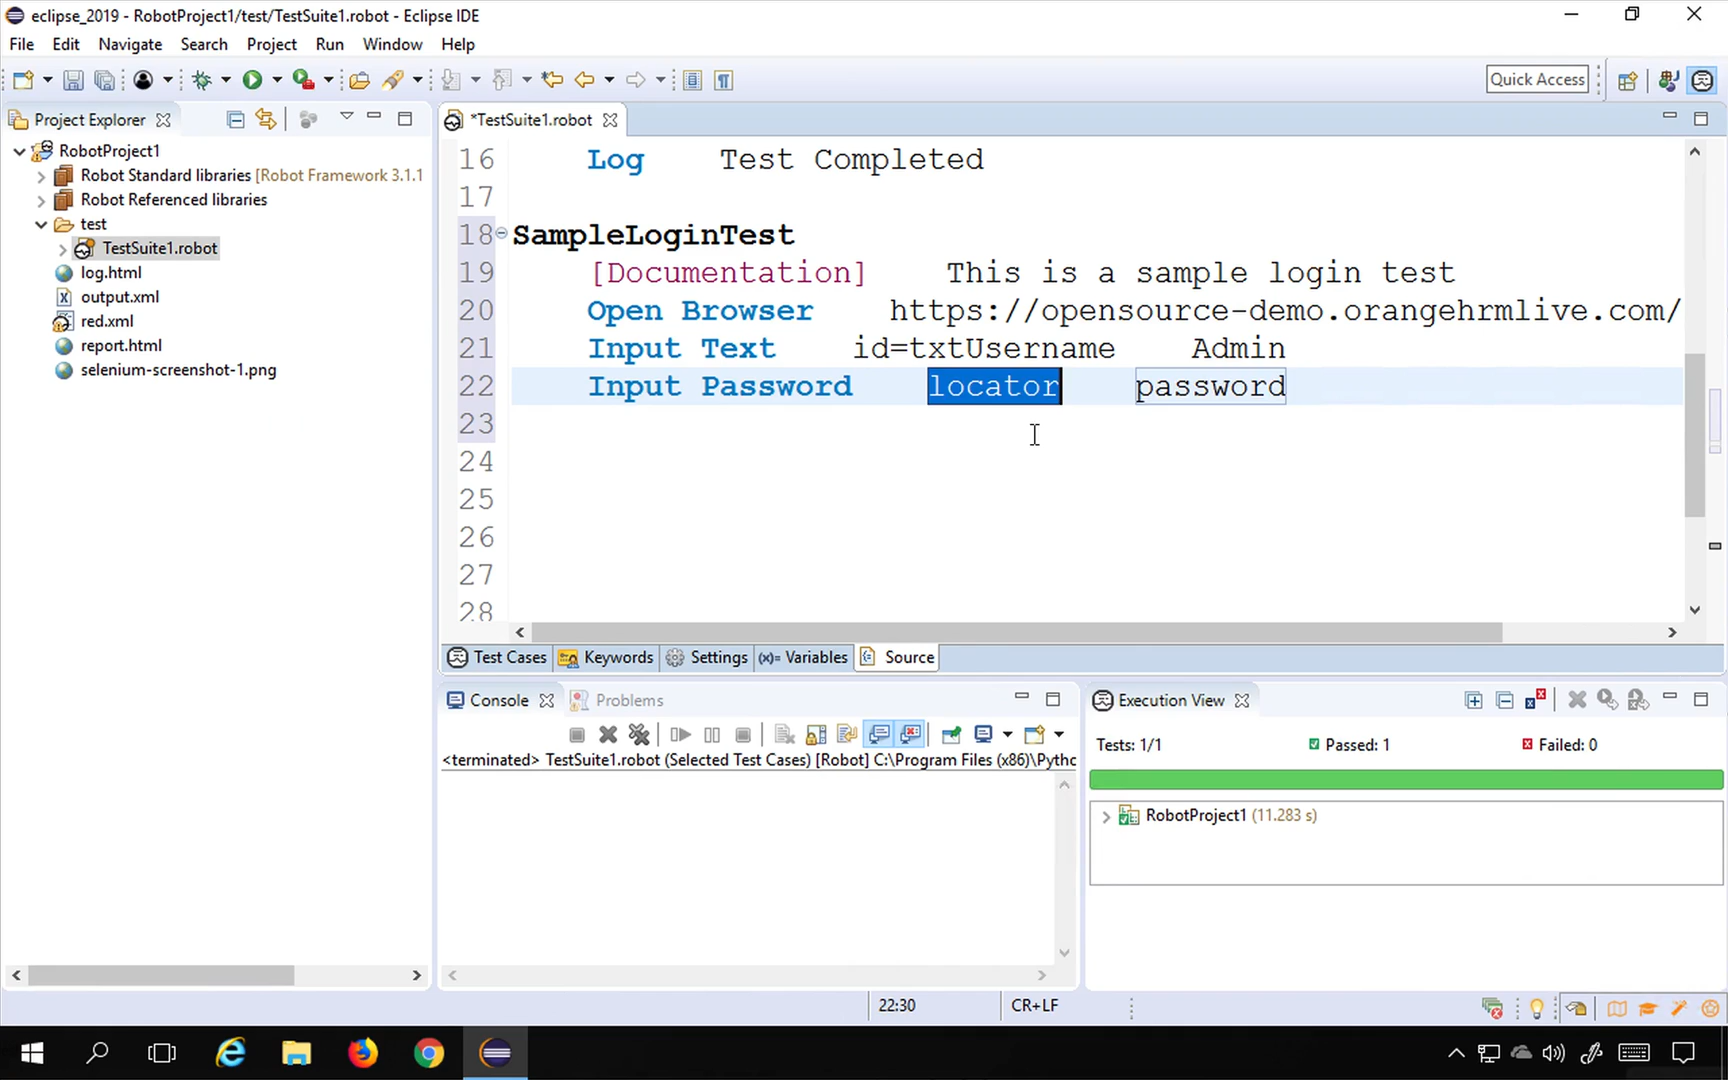 eclipse_2019 - RobotProject1/test/TestSuite1.robot - Eclipse IDE
File Edit Navigate Search Project Run Window Help
Quick Access
Project Explorer
*TestSuite1.robot
RobotProject1
Robot Standard libraries [Robot Framework 3.1.1
Robot Referenced libraries
test
TestSuite1.robot
log.html
output.xml
red.xml
report.html
selenium-screenshot-1.png
16 Log Test Completed
17
18 SampleLoginTest
19 [Documentation] This is a sample login test
20 Open Browser https://opensource-demo.orangehrmlive.com/
21 Input Text id=txtUsername Admin
22 Input Password locator password
23
24
25
26
27
28
Test Cases Keywords Settings (x)= Variables Source
Console Problems
<terminated> TestSuite1.robot (Selected Test Cases) [Robot] C:\Program Files (x86)\Pytho
Execution View
Tests: 1/1 Passed: 1 Failed: 0
RobotProject1 (11.283 s)
22:30 CR+LF